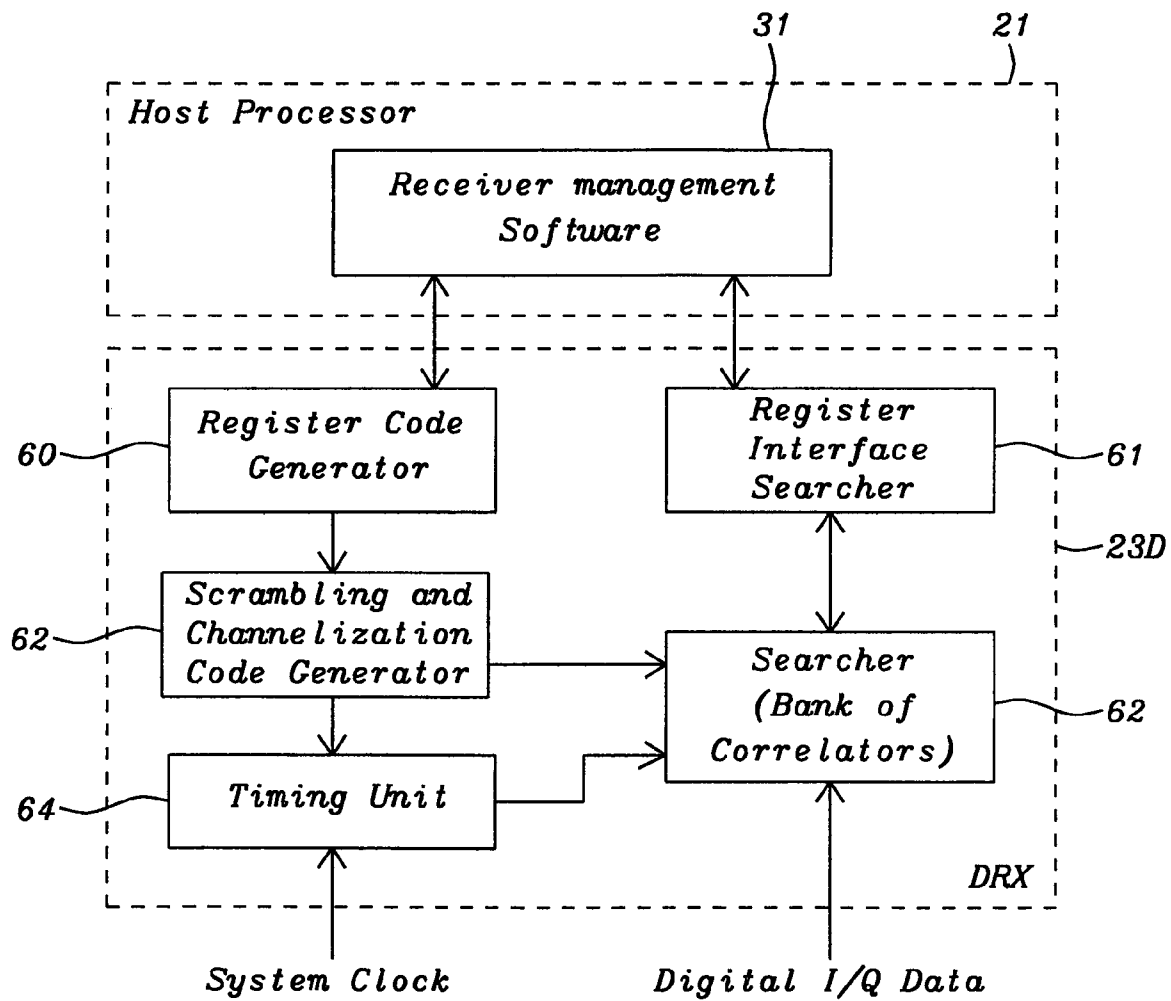 31
21
Host Processor
Receiver management
Software
Register Code
Generator
60
Register
Interface
Searcher
61
23D
Scrambling and
Channelization
Code Generator
62
Searcher
(Bank of
Correlators)
62
Timing Unit
64
DRX
System Clock
Digital I/Q Data